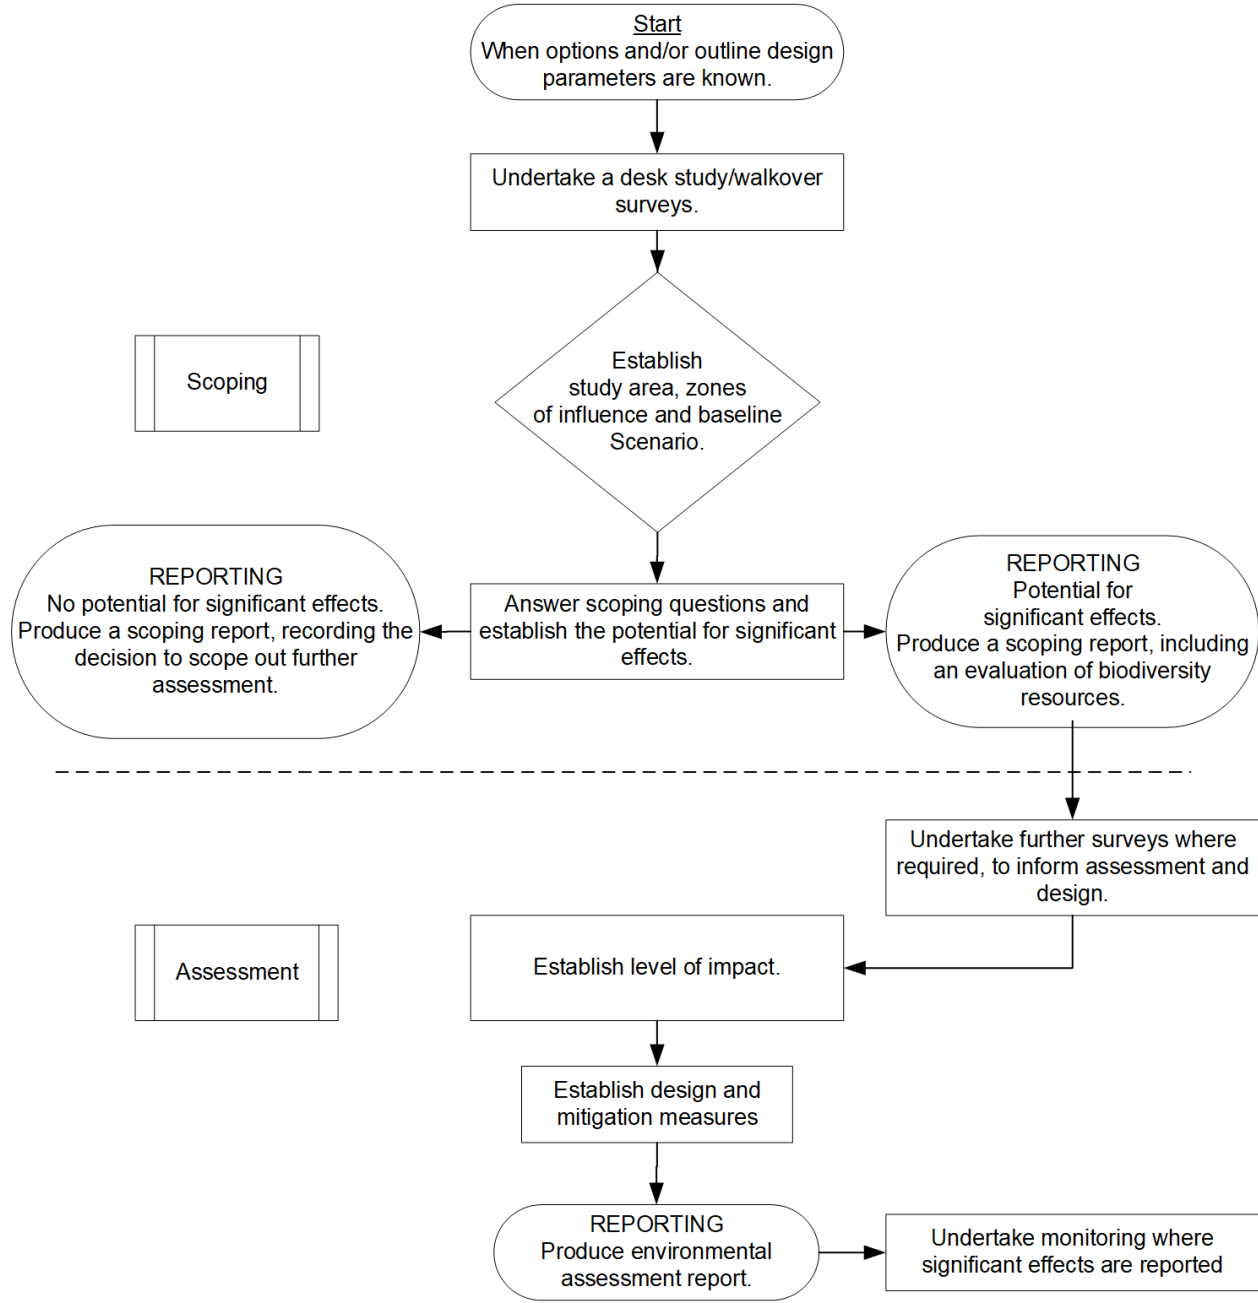 Start
When options and/or outline design
parameters are known.
Undertake a desk study/walkover
surveys.
Establish
study area, zones
of influence and baseline
Scenario.
Scoping
REPORTING
No potential for significant effects.
Produce a scoping report, recording the
decision to scope out further
assessment.
Answer scoping questions and
establish the potential for significant
effects.
REPORTING
Potential for
significant effects.
Produce a scoping report, including
an evaluation of biodiversity
resources.
Undertake further surveys where
required, to inform assessment and
design.
Assessment
Establish level of impact.
Establish design and
mitigation measures
REPORTING
Produce environmental
assessment report.
Undertake monitoring where
significant effects are reported